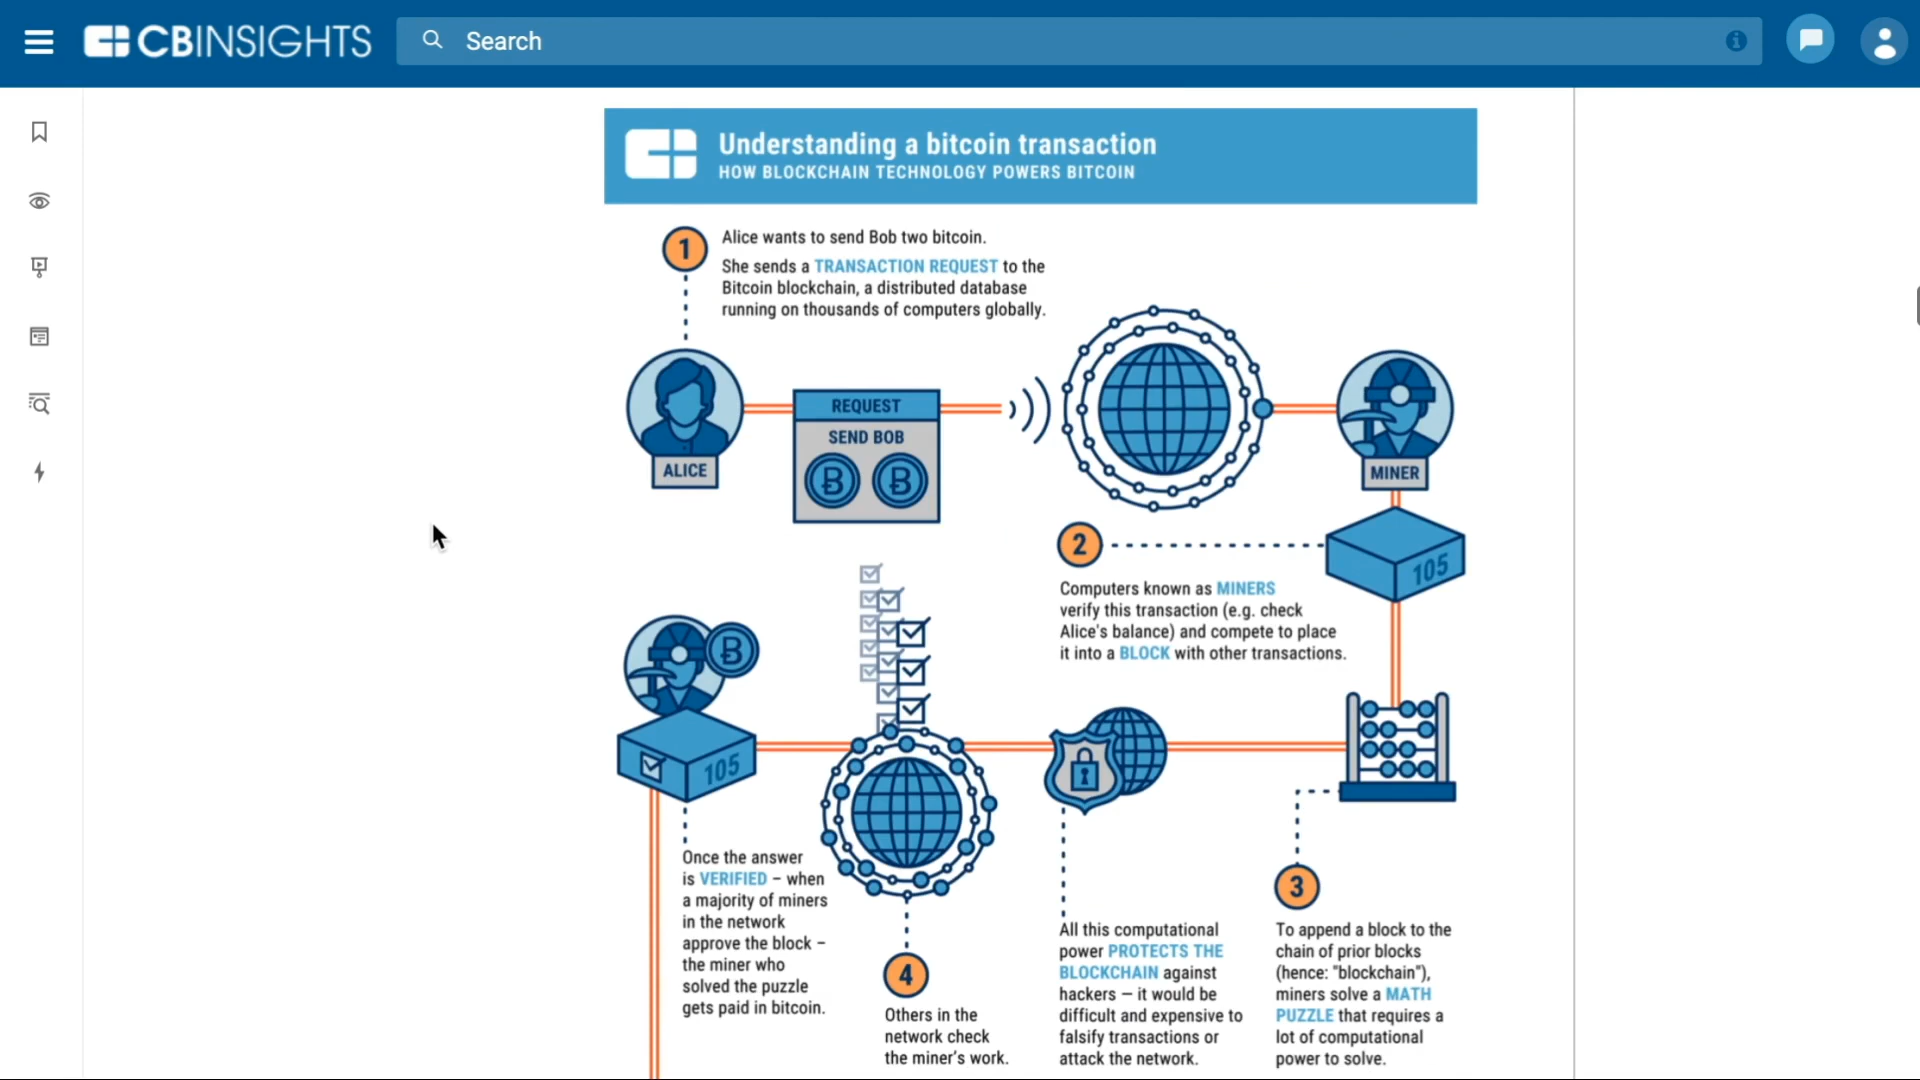 CBINSIGHTS
Search
Understanding a bitcoin transaction
HOW BLOCKCHAIN TECHNOLOGY POWERS BITCOIN
1
Alice wants to send Bob two bitcoin.
She sends a TRANSACTION REQUEST to the
Bitcoin blockchain, a distributed database
running on thousands of computers globally.
ALICE
REQUEST
SEND BOB
MINER
105
2
Computers known as MINERS
verify this transaction (e.g. check
Alice's balance) and compete to place
it into a BLOCK with other transactions.
3
To append a block to the
chain of prior blocks
(hence: "blockchain"),
miners solve a MATH
PUZZLE that requires a
lot of computational
power to solve.
All this computational
power PROTECTS THE
BLOCKCHAIN against
hackers – it would be
difficult and expensive to
falsify transactions or
attack the network.
4
Others in the
network check
the miner's work.
105
Once the answer
is VERIFIED – when
a majority of miners
in the network
approve the block –
the miner who
solved the puzzle
gets paid in bitcoin.